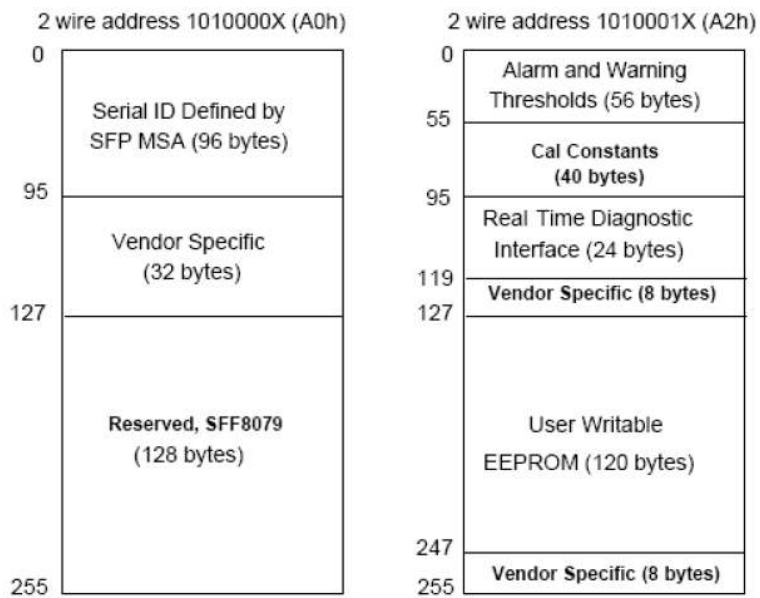 2 wire address 1010000X (A0h)
0
Serial ID Defined by
SFP MSA (96 bytes)
95
Vendor Specific
(32 bytes)
127
Reserved, SFF8079
(128 bytes)
255
2 wire address 1010001X (A2h)
0
Alarm and Warning
Thresholds (56 bytes)
55
Cal Constants
(40 bytes)
95
Real Time Diagnostic
Interface (24 bytes)
119
Vendor Specific (8 bytes)
127
User Writable
EEPROM (120 bytes)
247
Vendor Specific (8 bytes)
255